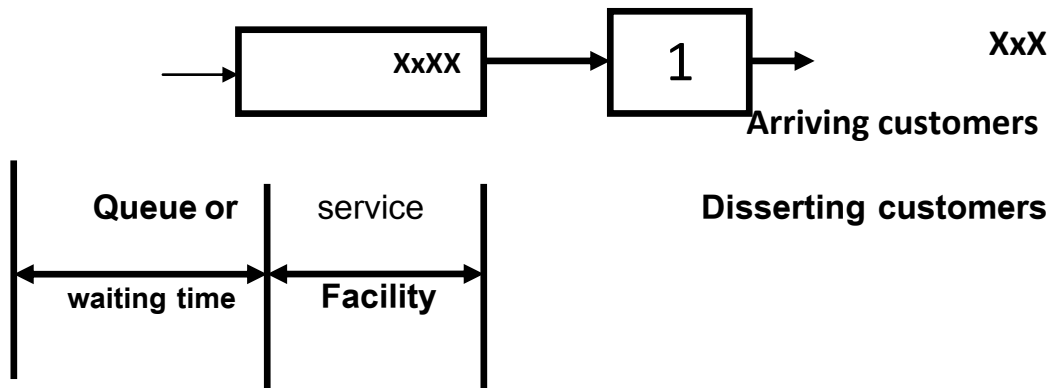 XxXX
1
XxX
Arriving customers
Queue or service
Disserting customers
waiting time
Facility